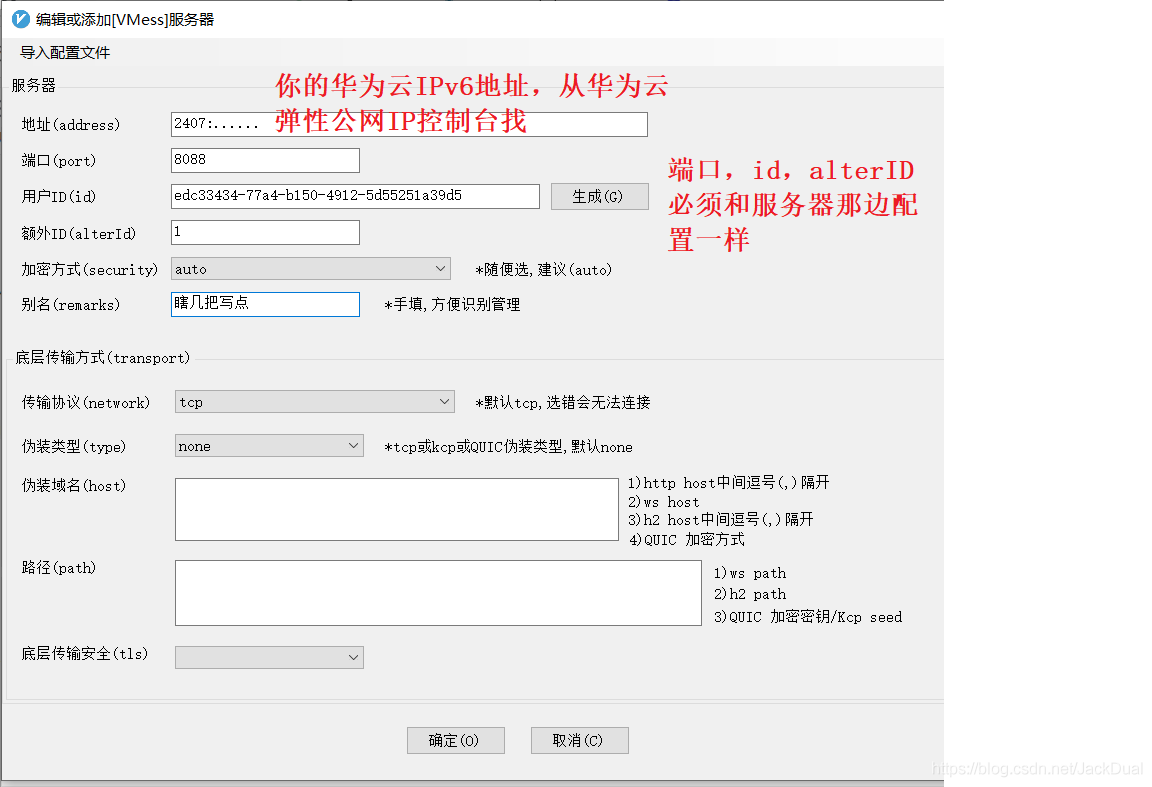 编辑或添加[VMess]服务器
导入配置文件
服务器
你的华为云IPv6地址，从华为云
弹性公网IP控制台找
地址(address)
2407:......
端口(port)
8088
端口，id，alterID
必须和服务器那边配
置一样
用户ID(id)
edc33434-77a4-b150-4912-5d55251a39d5
生成(G)
额外ID(alterId)
1
加密方式(security)
auto
*随便选,建议(auto)
别名(remarks)
瞎几把写点
*手填,方便识别管理
底层传输方式(transport)
传输协议(network)
tcp
*默认tcp,选错会无法连接
伪装类型(type)
none
*tcp或kcp或QUIC伪装类型,默认none
伪装域名(host)
1)http host中间逗号(,)隔开
2)ws host
3)h2 host中间逗号(,)隔开
4)QUIC 加密方式
路径(path)
1)ws path
2)h2 path
3)QUIC 加密密钥/Kcp seed
底层传输安全(tls)
确定(O)
取消(C)
https://blog.csdn.net/JackDual